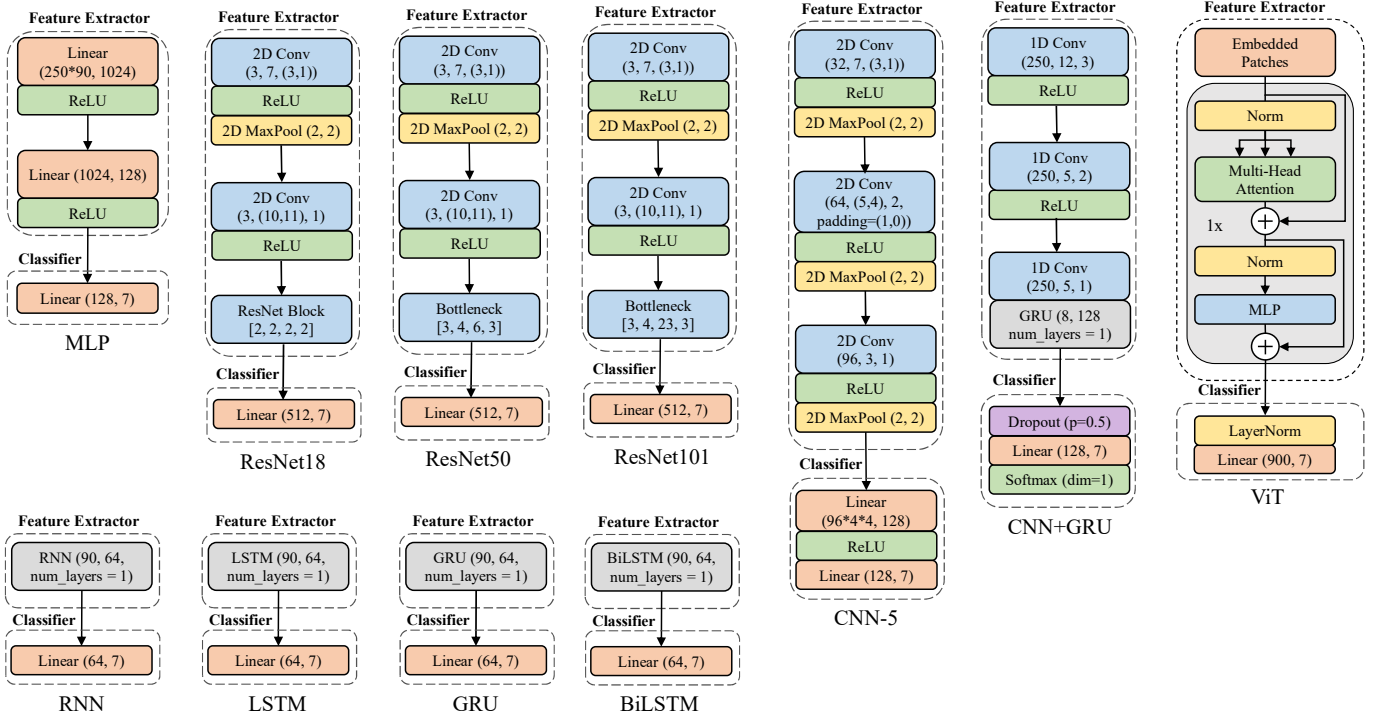 Feature Extractor
Linear
(250*90, 1024)
ReLU
Linear (1024, 128)
ReLU
Classifier
Linear (128, 7)
MLP
Feature Extractor
2D Conv
(3, 7, (3,1))
ReLU
2D MaxPool (2, 2)
2D Conv
(3, (10,11), 1)
ReLU
ResNet Block
[2, 2, 2, 2]
Classifier
Linear (512, 7)
ResNet18
Feature Extractor
2D Conv
(3, 7, (3,1))
ReLU
2D MaxPool (2, 2)
2D Conv
(3, (10,11), 1)
ReLU
Bottleneck
[3, 4, 6, 3]
Classifier
Linear (512, 7)
ResNet50
Feature Extractor
2D Conv
(3, 7, (3,1))
ReLU
2D MaxPool (2, 2)
2D Conv
(3, (10,11), 1)
ReLU
Bottleneck
[3, 4, 23, 3]
Classifier
Linear (512, 7)
ResNet101
Feature Extractor
2D Conv
(32, 7, (3,1))
ReLU
2D MaxPool (2, 2)
2D Conv
(64, (5,4), 2,
padding=(1,0))
ReLU
2D MaxPool (2, 2)
2D Conv
(96, 3, 1)
ReLU
2D MaxPool (2, 2)
Classifier
Linear
(96*4*4, 128)
ReLU
Linear (128, 7)
CNN-5
Feature Extractor
1D Conv
(250, 12, 3)
ReLU
1D Conv
(250, 5, 2)
ReLU
1D Conv
(250, 5, 1)
GRU (8, 128
num_layers = 1)
Classifier
Dropout (p=0.5)
Linear (128, 7)
Softmax (dim=1)
CNN+GRU
Feature Extractor
Embedded
Patches
Norm
Multi-Head
Attention
1x
Norm
MLP
Classifier
LayerNorm
Linear (900, 7)
ViT
Feature Extractor
RNN (90, 64,
num_layers = 1)
Classifier
Linear (64, 7)
RNN
Feature Extractor
LSTM (90, 64,
num_layers = 1)
Classifier
Linear (64, 7)
LSTM
Feature Extractor
GRU (90, 64,
num_layers = 1)
Classifier
Linear (64, 7)
GRU
Feature Extractor
BiLSTM (90, 64,
num_layers = 1)
Classifier
Linear (64, 7)
BiLSTM